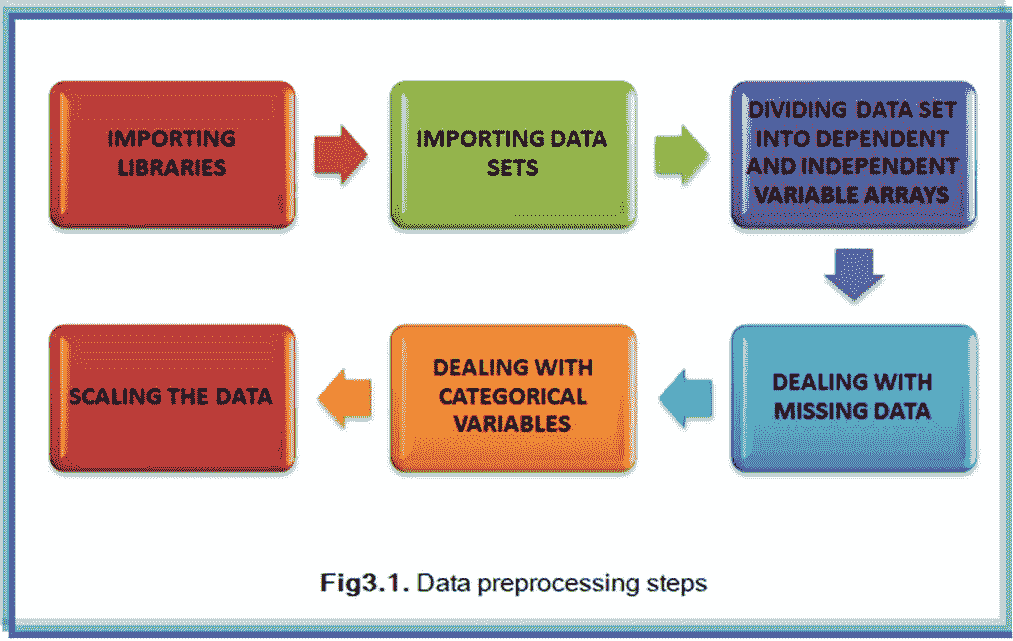 IMPORTING
LIBRARIES
IMPORTING DATA
SETS
DIVIDING DATA SET
INTO DEPENDENT
AND INDEPENDENT
VARIABLE ARRAYS
DEALING WITH
MISSING DATA
DEALING WITH
CATEGORICAL
VARIABLES
SCALING THE DATA
Fig3.1. Data preprocessing steps